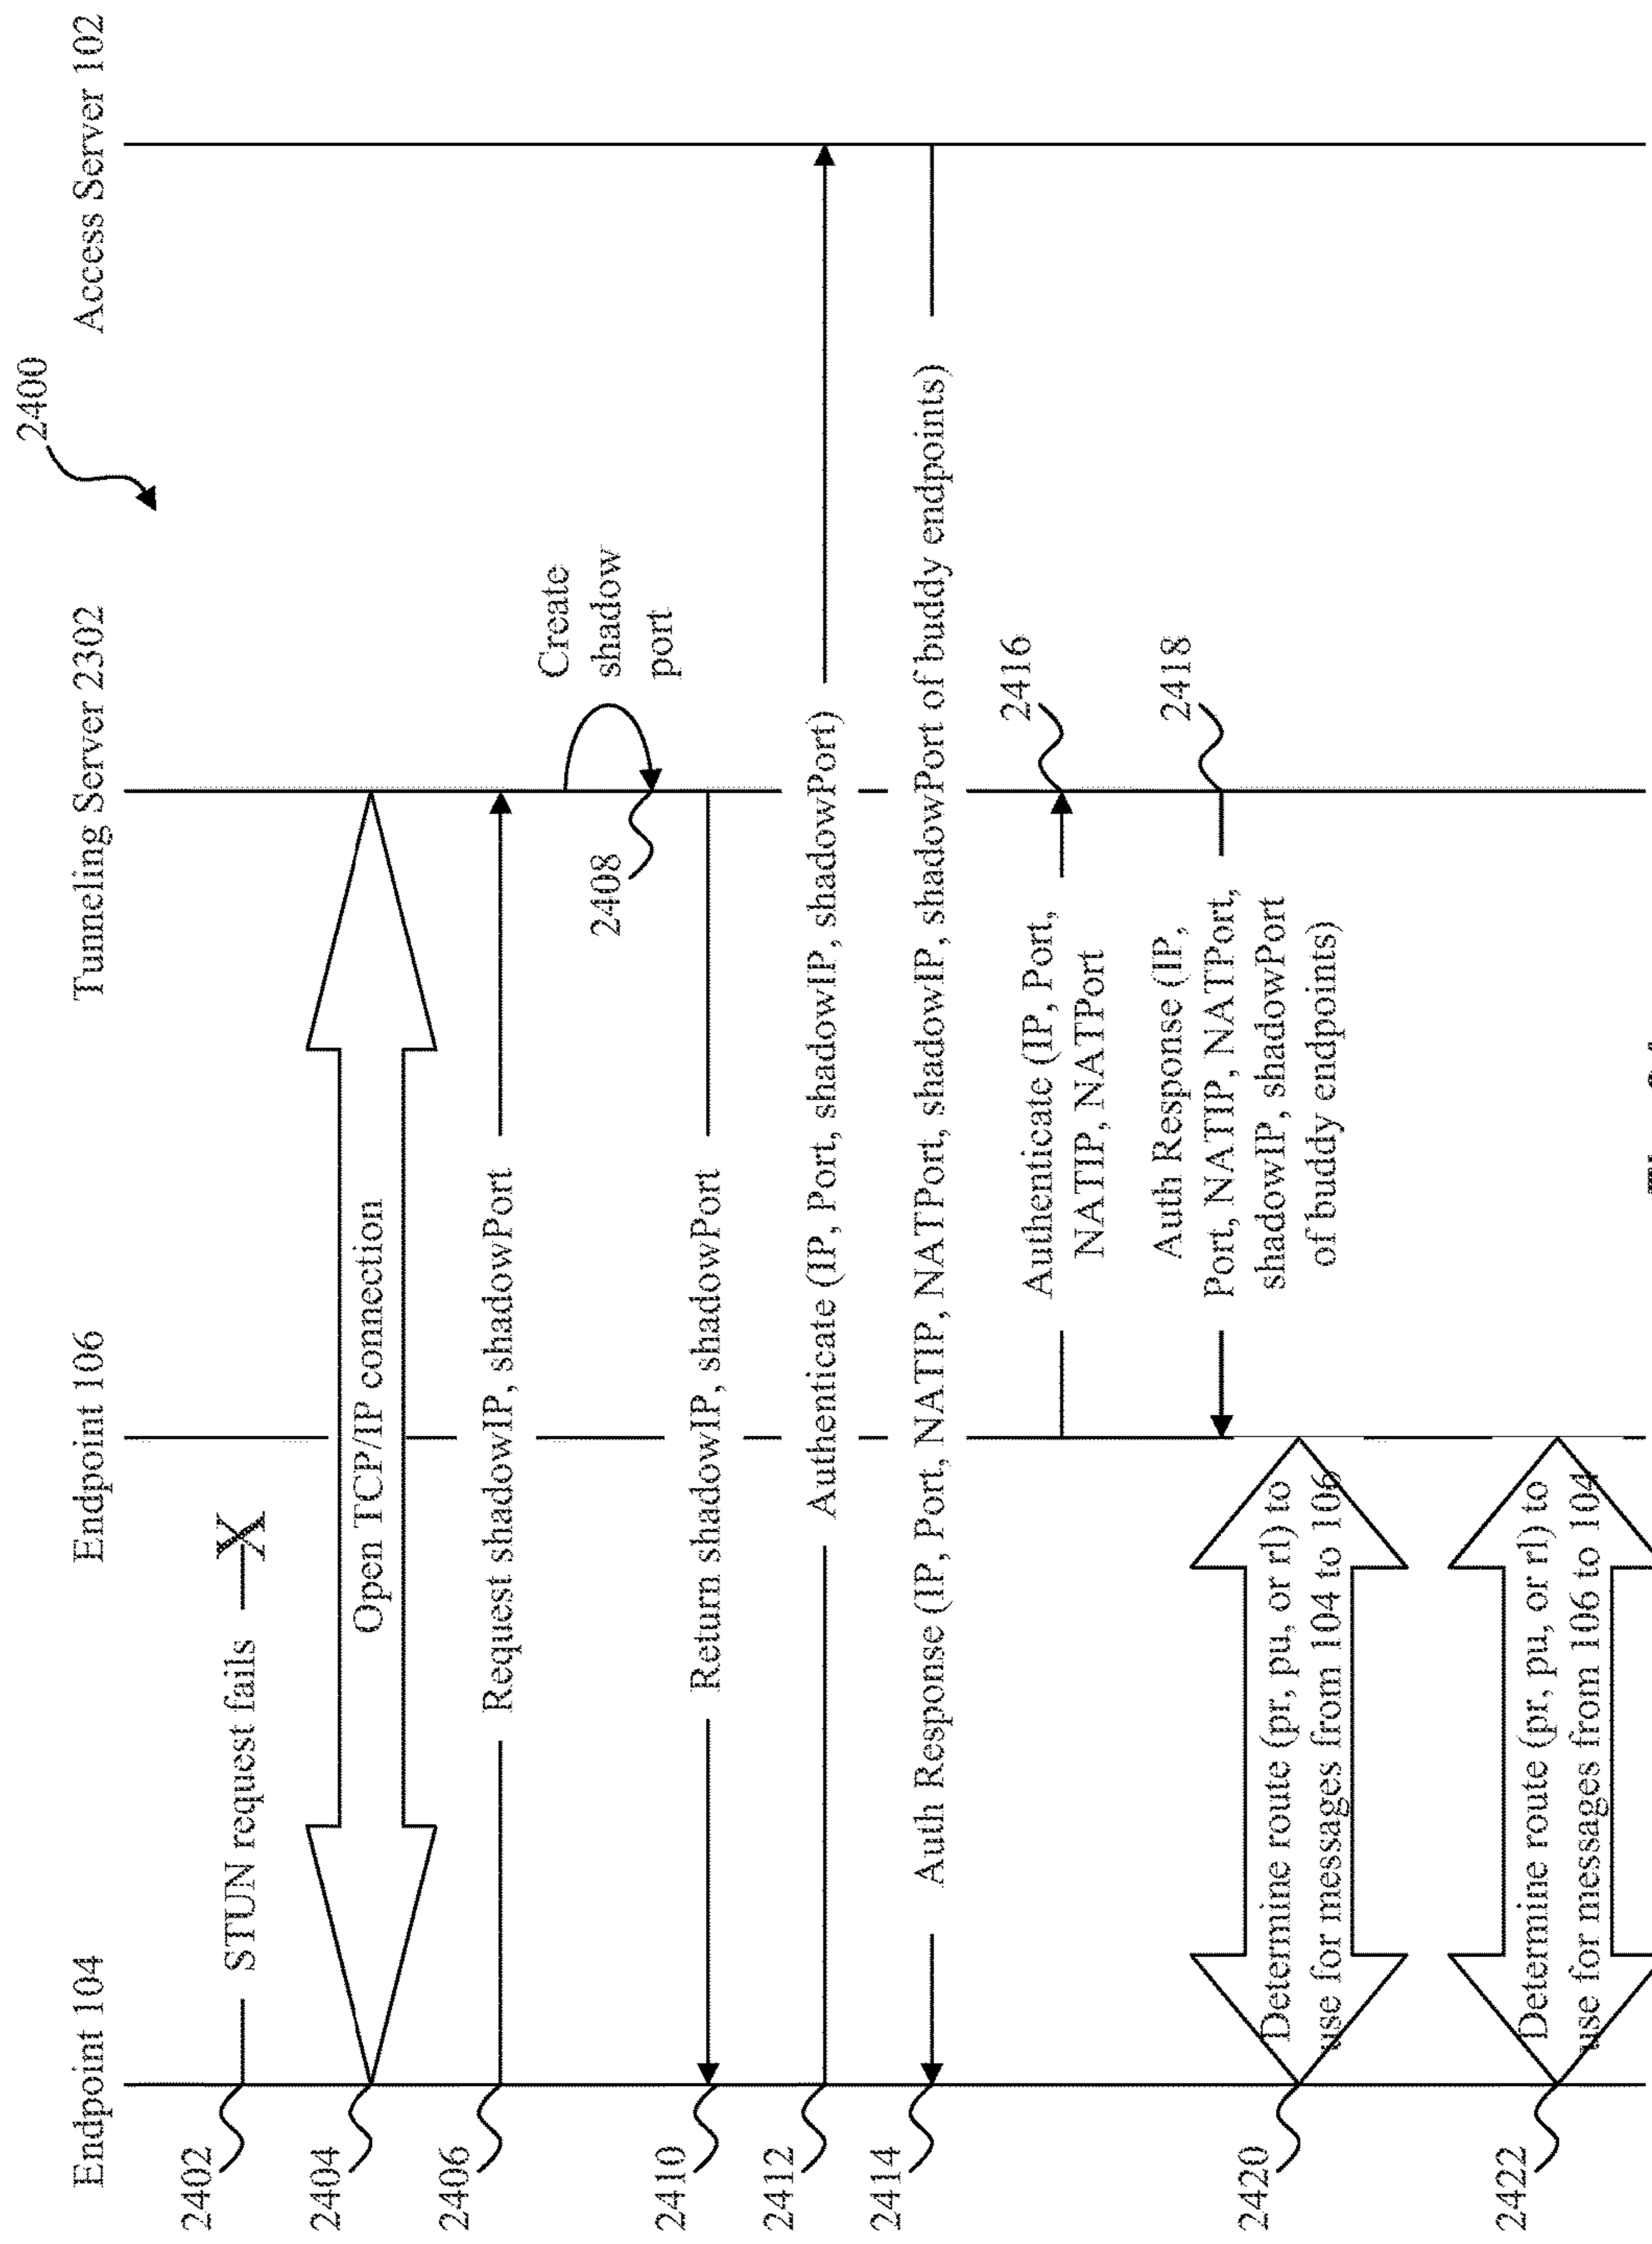 2400
Endpoint 104
Endpoint 106
Tunneling Server 2302
Access Server 102
2402
STUN request fails
X
2404
Open TCP/IP connection
2406
Request shadowIP, shadowPort
2408
Create
shadow
port
2410
Return shadowIP, shadowPort
2412
Authenticate (IP, Port, shadowIP, shadowPort)
2414
Auth Response (IP, Port, NATIP, NATPort, shadowIP, shadowPort of buddy endpoints)
Authenticate (IP, Port,
NATIP, NATPort
2416
Auth Response (IP,
Port, NATIP, NATPort,
shadowIP, shadowPort
of buddy endpoints)
2418
2420
Determine route (pr, pu, or rl) to
use for messages from 104 to 106
2422
Determine route (pr, pu, or rl) to
use for messages from 106 to 104